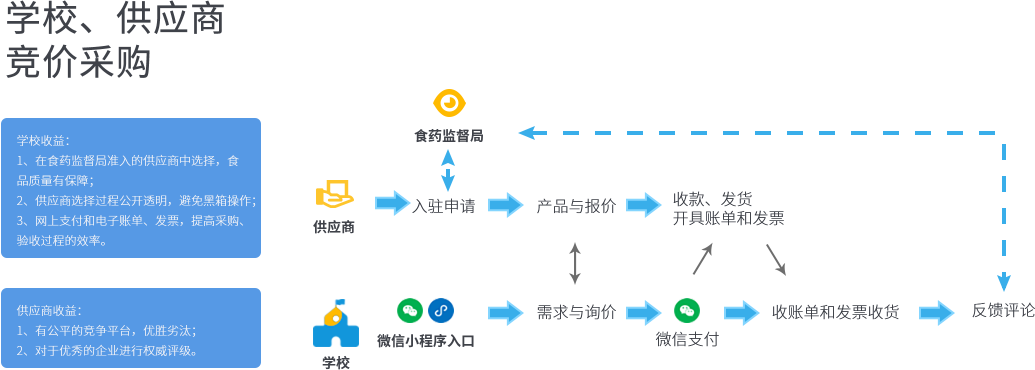 学校、供应商
竞价采购
学校收益：
1、在食药监督局准入的供应商中选择，食
品质量有保障；
2、供应商选择过程公开透明，避免黑箱操作；
3、网上支付和电子账单、发票，提高采购、
验收过程的效率。
供应商收益：
1、有公平的竞争平台，优胜劣汰；
2、对于优秀的企业进行权威评级。
食药监督局
供应商
入驻申请
产品与报价
收款、发货
开具账单和发票
学校
微信小程序入口
需求与询价
微信支付
收账单和发票收货
反馈评论